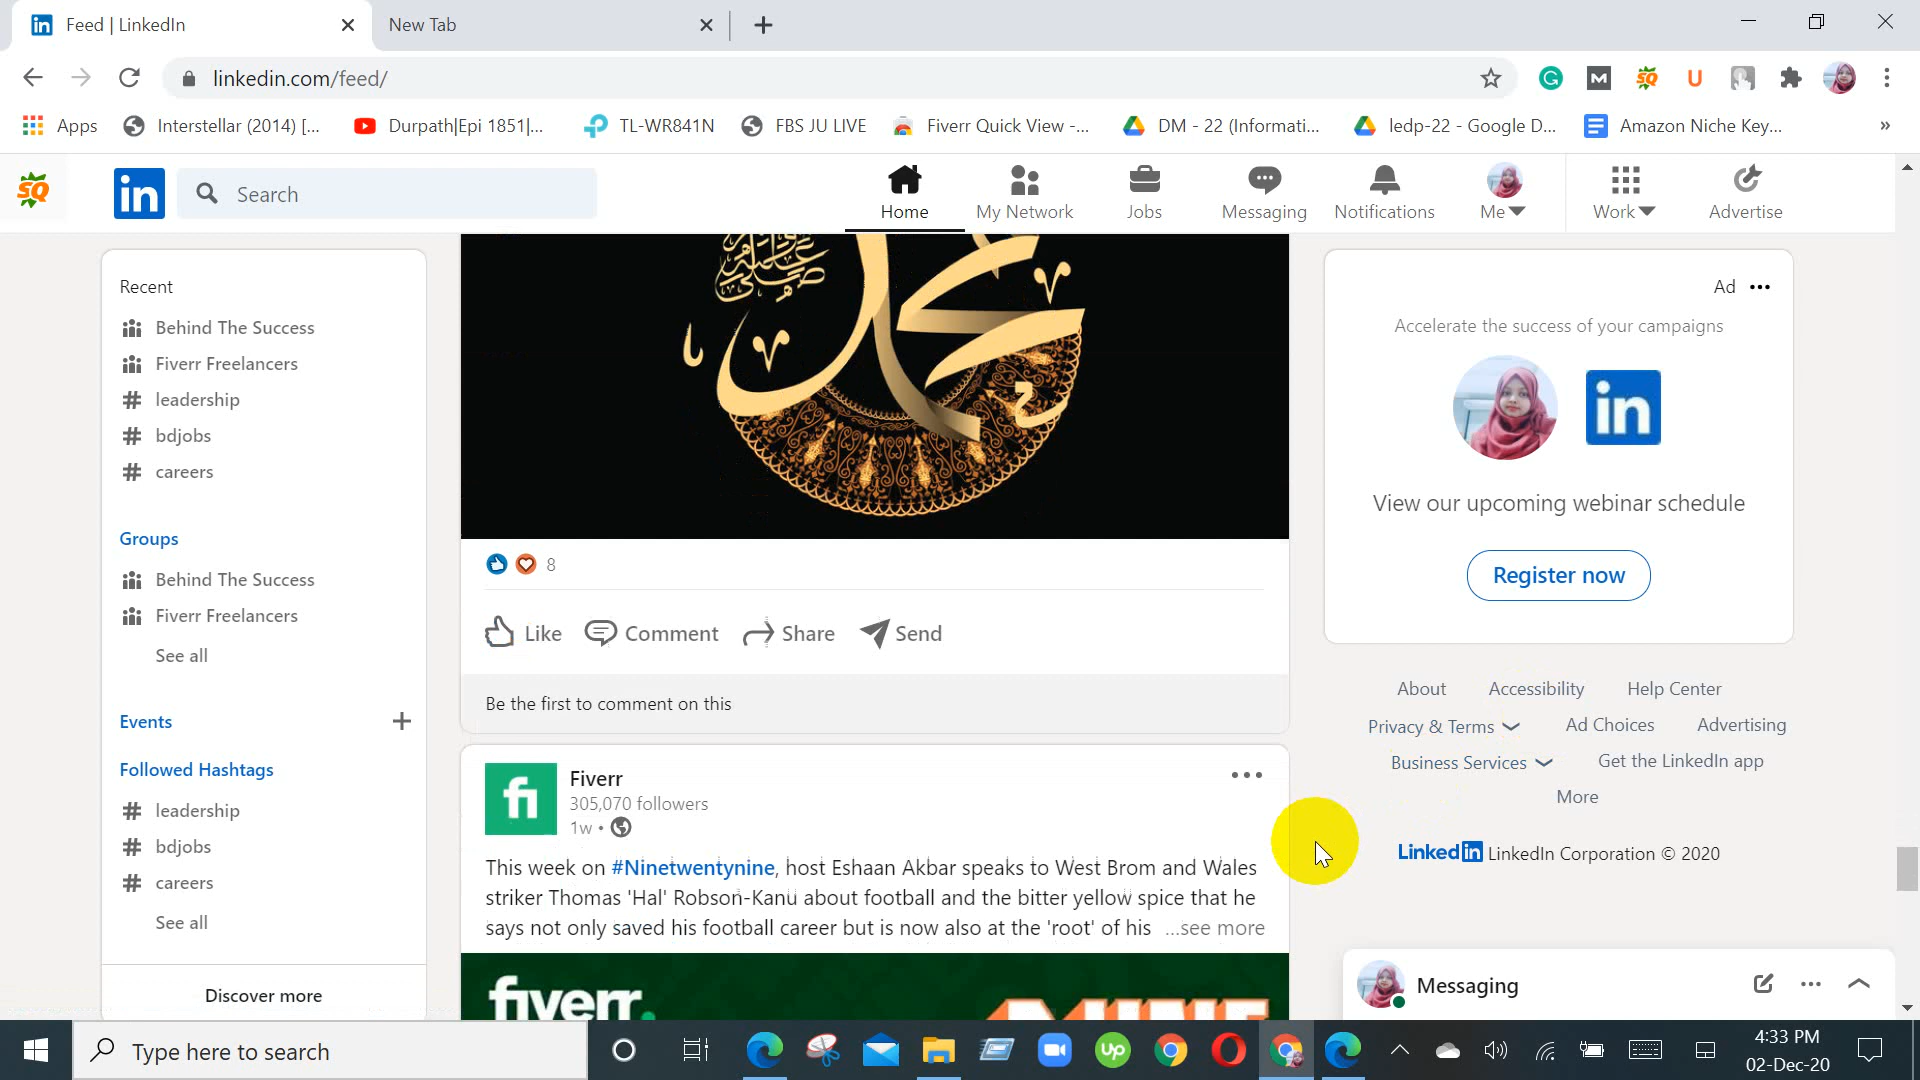 Feed | LinkedIn
New Tab
linkedin.com/feed/
Apps
Interstellar (2014) [...
Durpath|Epi 1851|...
TL-WR841N
FBS JU LIVE
Fiverr Quick View -...
DM - 22 (Informati...
ledp-22 - Google D...
Amazon Niche Key...
»
SQ
in
Search
Home
My Network
Jobs
Messaging
Notifications
Me
Work
Advertise
Recent
Behind The Success
Fiverr Freelancers
# leadership
# bdjobs
# careers
Groups
Behind The Success
Fiverr Freelancers
See all
Events
Followed Hashtags
# leadership
# bdjobs
# careers
See all
Discover more
8
Like
Comment
Share
Send
Be the first to comment on this
fi
Fiverr
305,070 followers
1w •
This week on #Ninetwentynine, host Eshaan Akbar speaks to West Brom and Wales
striker Thomas 'Hal' Robson-Kanu about football and the bitter yellow spice that he
says not only saved his football career but is now also at the 'root' of his ...see more
fiverr.
Ad
Accelerate the success of your campaigns
in
View our upcoming webinar schedule
Register now
About
Accessibility
Help Center
Privacy & Terms
Ad Choices
Advertising
Business Services
Get the LinkedIn app
More
LinkedIn LinkedIn Corporation © 2020
Messaging
Type here to search
up
4:33 PM
02-Dec-20